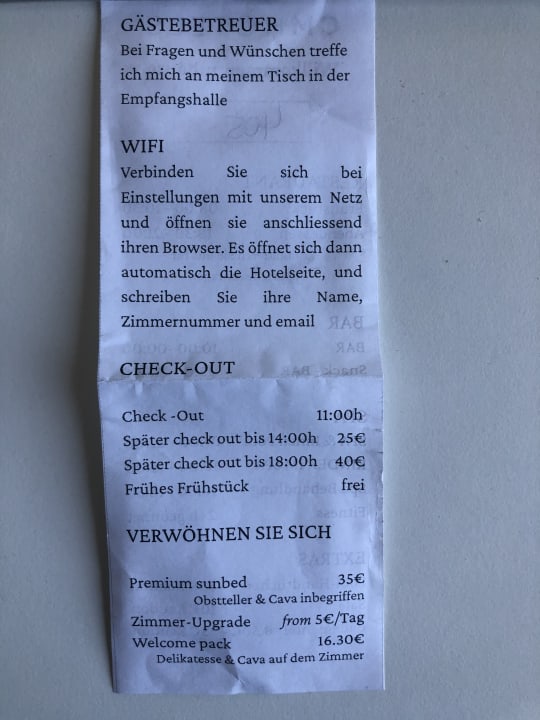 GÄSTEBETREUER
Bei Fragen und Wünschen treffe
ich mich an meinem Tisch in der
Empfangshalle
WIFI
Verbinden Sie sich bei
Einstellungen mit unserem Netz
und öffnen sie anschliessend
ihren Browser. Es öffnet sich dann
automatisch die Hotelseite, und
schreiben Sie ihre Name,
Zimmernummer und email
CHECK-OUT
Check -Out 11:00h
Später check out bis 14:00h 25€
Später check out bis 18:00h 40€
Frühes Frühstück frei
VERWÖHNEN SIE SICH
Premium sunbed 35€
Obstteller & Cava inbegriffen
Zimmer-Upgrade from 5€/Tag
Welcome pack 16.30€
Delikatesse & Cava auf dem Zimmer